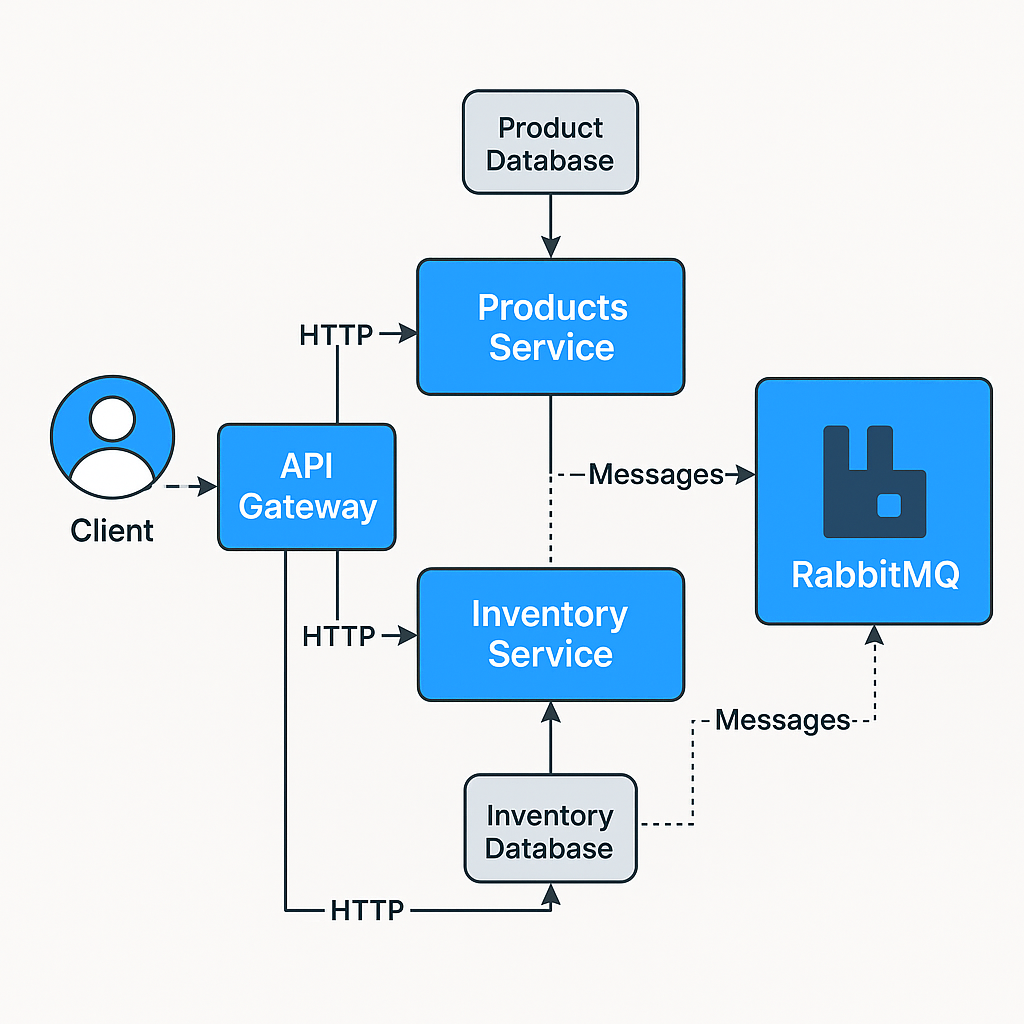 Product
Database
Products
Service
HTTP
API
Gateway
Client
Messages
RabbitMQ
HTTP
Inventory
Service
Messages
Inventory
Database
HTTP